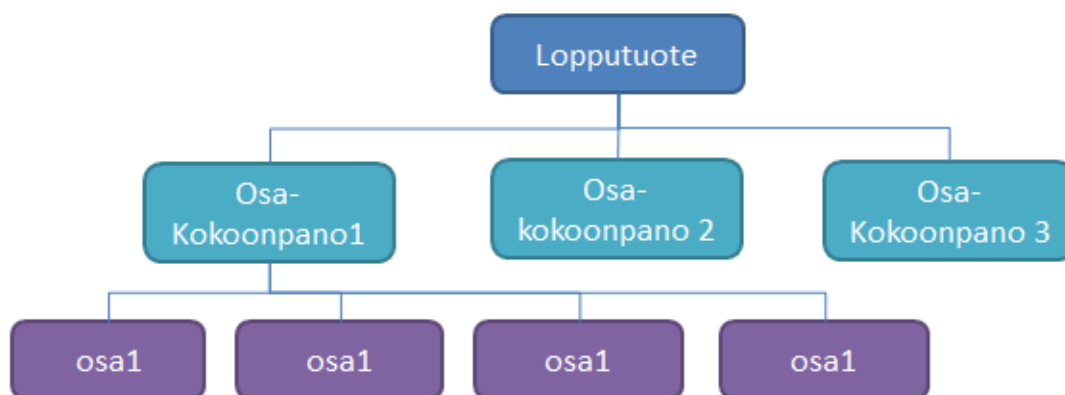 Lopputuote
Osa-
Kokoonpano1
Osa-
kokoonpano 2
Osa-
Kokoonpano 3
osa1
osa1
osa1
osa1